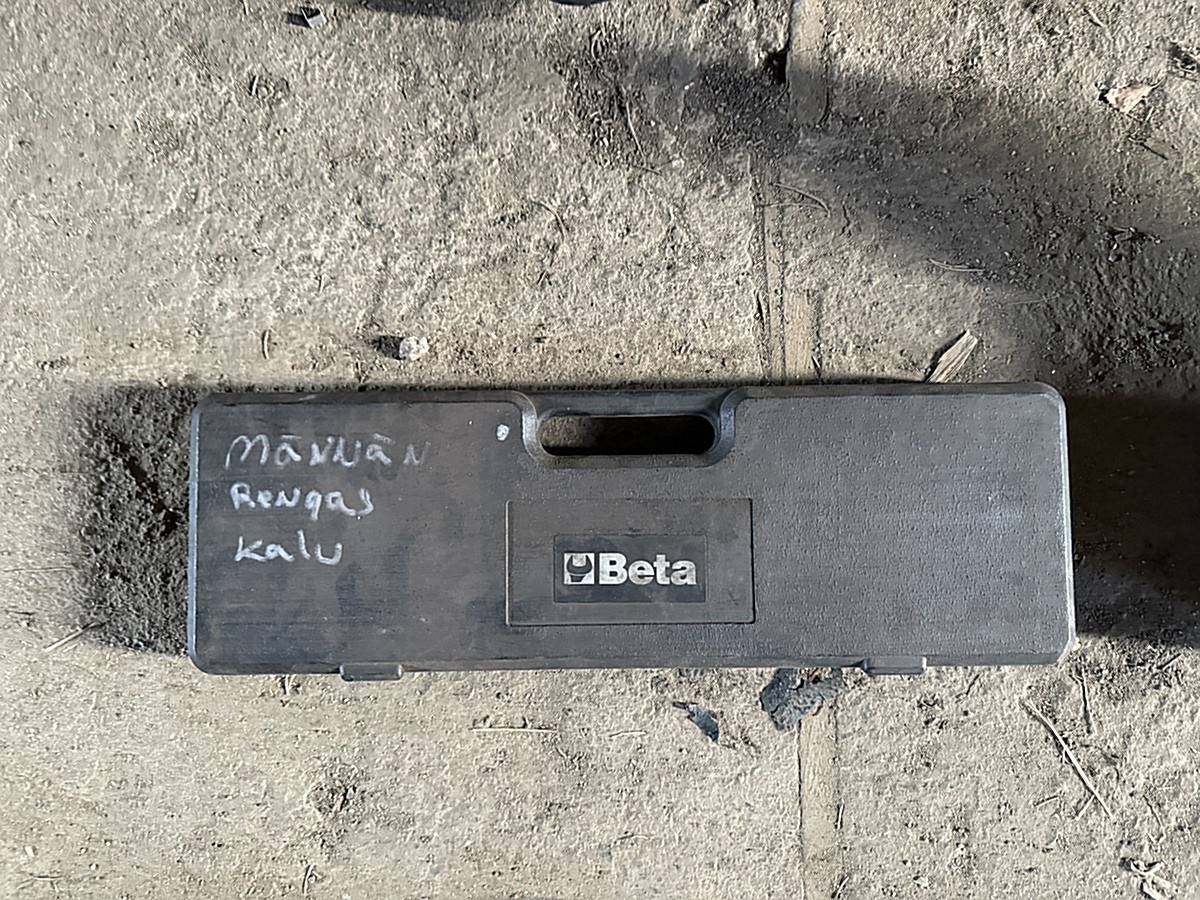 MäNNäN
ReNgas
kalu
Beta